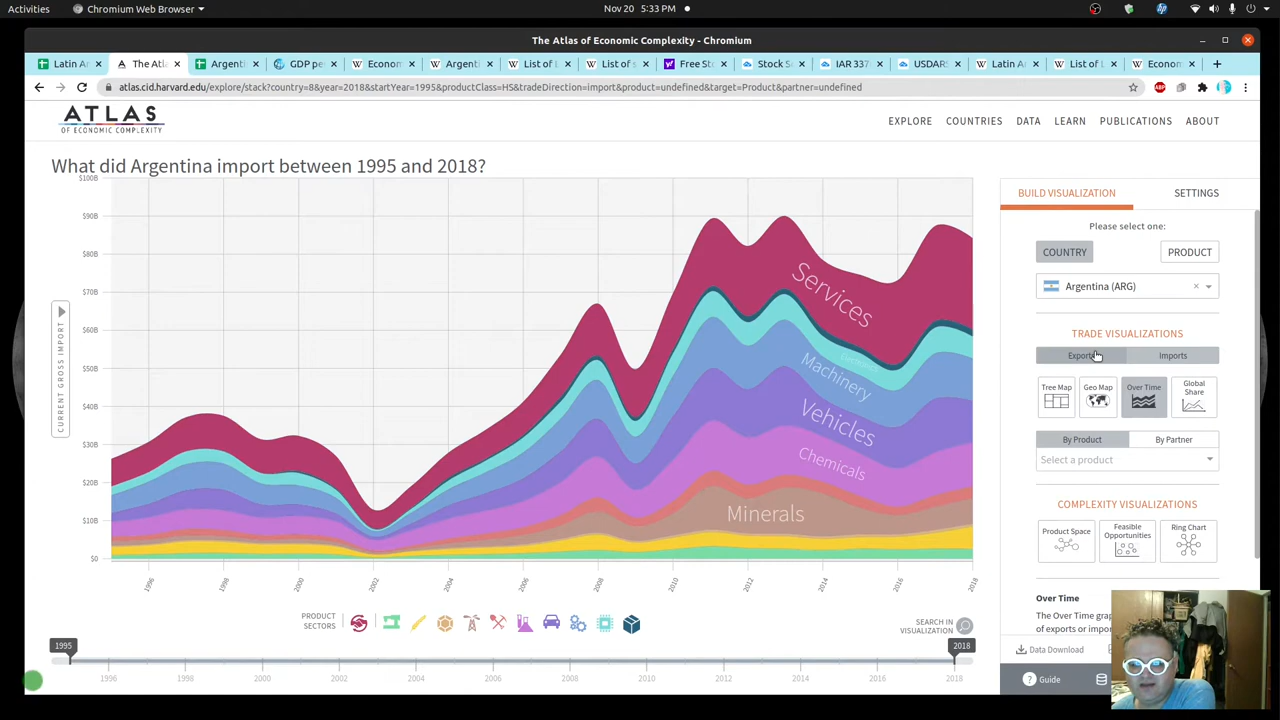 Activities
Chromium Web Browser
Nov 20 5:33 PM
The Atlas of Economic Complexity - Chromium
Latin Ar
The Atla
Argenti
GDP pe
Econom
Argenti
List of l
List of s
Free Sto
Stock S
IAR 337
USDARS
Latin Ar
List of L
Econom
atlas.cid.harvard.edu/explore/stack?country=8&year=2018&startYear=1995&productClass=HS&tradeDirection=import&product=undefined&target=Product&partner=undefined
ATLAS
OF ECONOMIC COMPLEXITY
EXPLORE COUNTRIES DATA LEARN PUBLICATIONS ABOUT
What did Argentina import between 1995 and 2018?
BUILD VISUALIZATION
SETTINGS
Please select one:
COUNTRY
PRODUCT
Argentina (ARG)
TRADE VISUALIZATIONS
Exports
Imports
Tree Map
Geo Map
Over Time
Global Share
By Product
By Partner
Select a product
COMPLEXITY VISUALIZATIONS
Product Space
Feasible Opportunities
Ring Chart
Over Time
The Over Time grap
of exports or impor
Data Download
Guide
CURRENT GROSS IMPORT
$100B
$90B
$80B
$70B
$60B
$50B
$40B
$30B
$20B
$10B
$0
Services
Machinery
Vehicles
Chemicals
Minerals
1996 1998 2000 2002 2004 2006 2008 2010 2012 2014 2016 2018
PRODUCT
SECTORS
SEARCH IN
VISUALIZATION
1995
2018
1996 1998 2000 2002 2004 2006 2008 2010 2012 2014 2016 2018